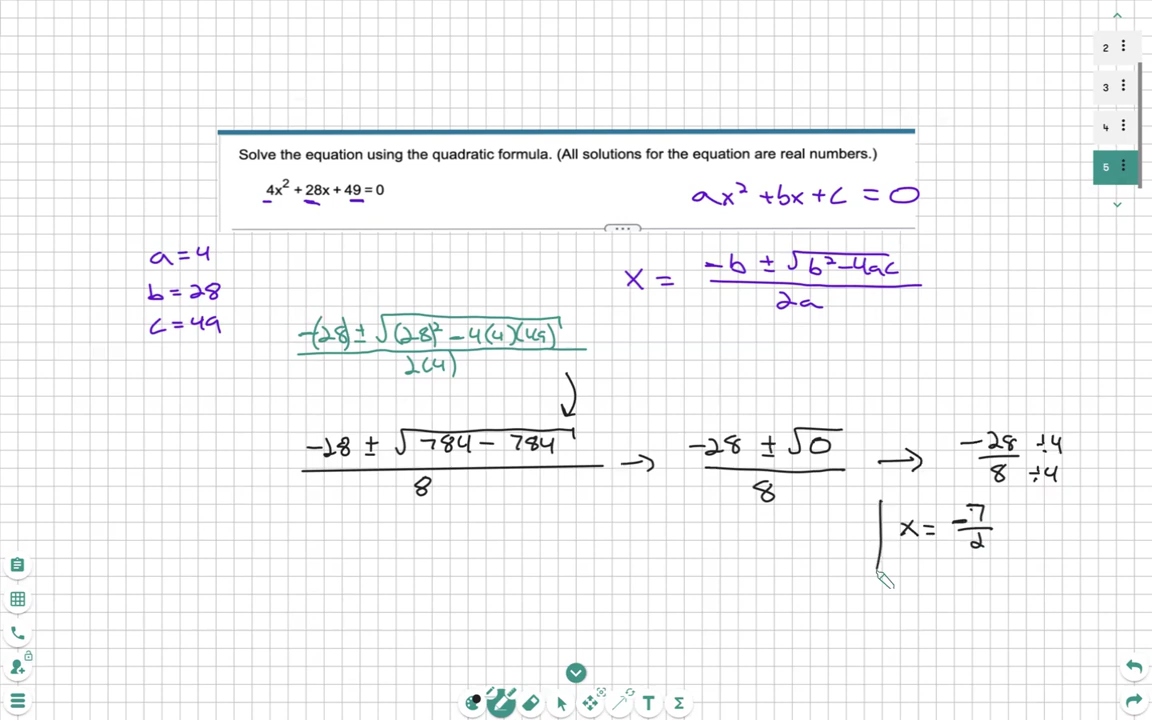 2
3
4
5
Solve the equation using the quadratic formula. (All solutions for the equation are real numbers.)
4x² + 28x + 49 = 0
ax² + bx + c = 0
a = 4
b = 28
c = 49
x = (-b ± √(b² - 4ac)) / 2a
(-(28) ± √((28)² - 4(4)(49))) / 2(4)
(-28 ± √(784 - 784)) / 8 → (-28 ± √0) / 8 → -28 ÷4 / 8 ÷4
x = -7/2
T Σ